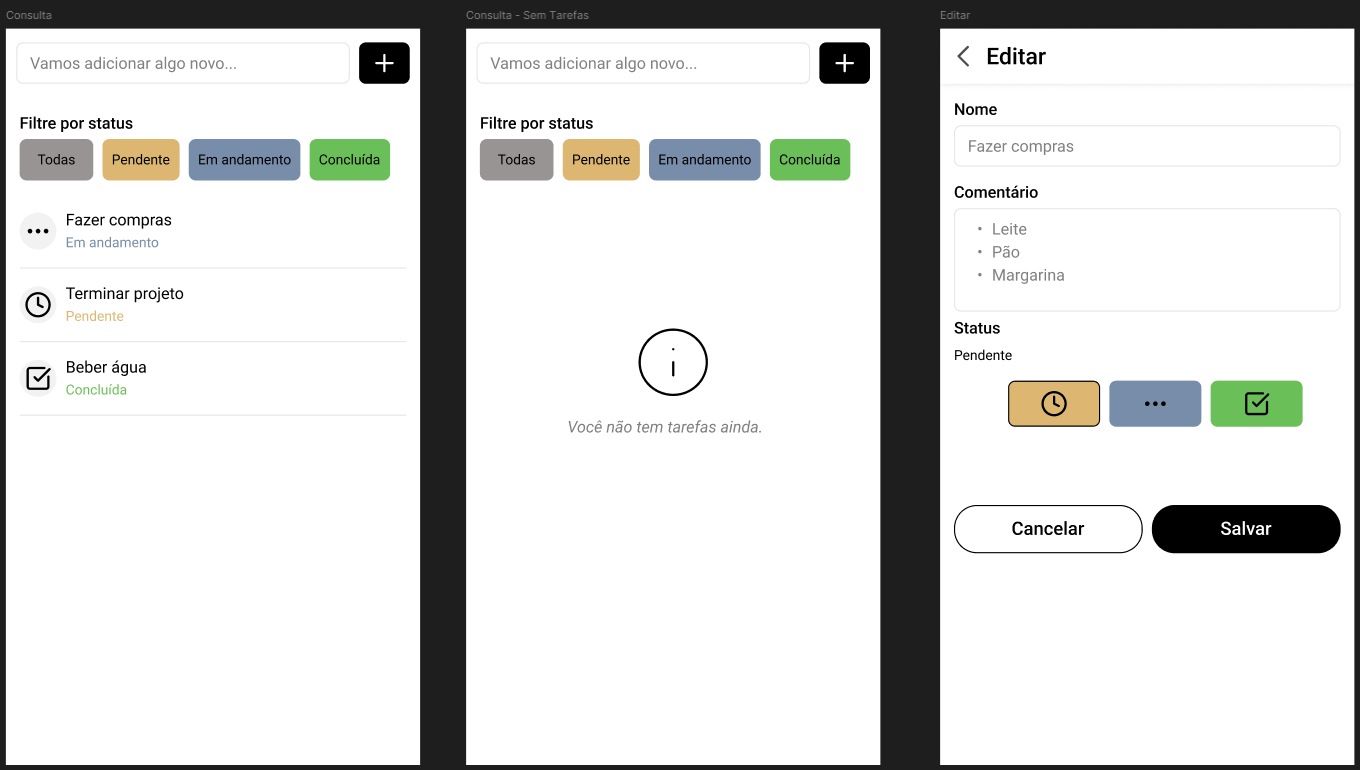 Consulta
Vamos adicionar algo novo...
Filtre por status
Todas
Pendente
Em andamento
Concluída
Fazer compras
Em andamento
Terminar projeto
Pendente
Beber água
Concluída
Consulta - Sem Tarefas
Vamos adicionar algo novo...
Filtre por status
Todas
Pendente
Em andamento
Concluída
Você não tem tarefas ainda.
Editar
Editar
Nome
Fazer compras
Comentário
• Leite
• Pão
• Margarina
Status
Pendente
Cancelar
Salvar